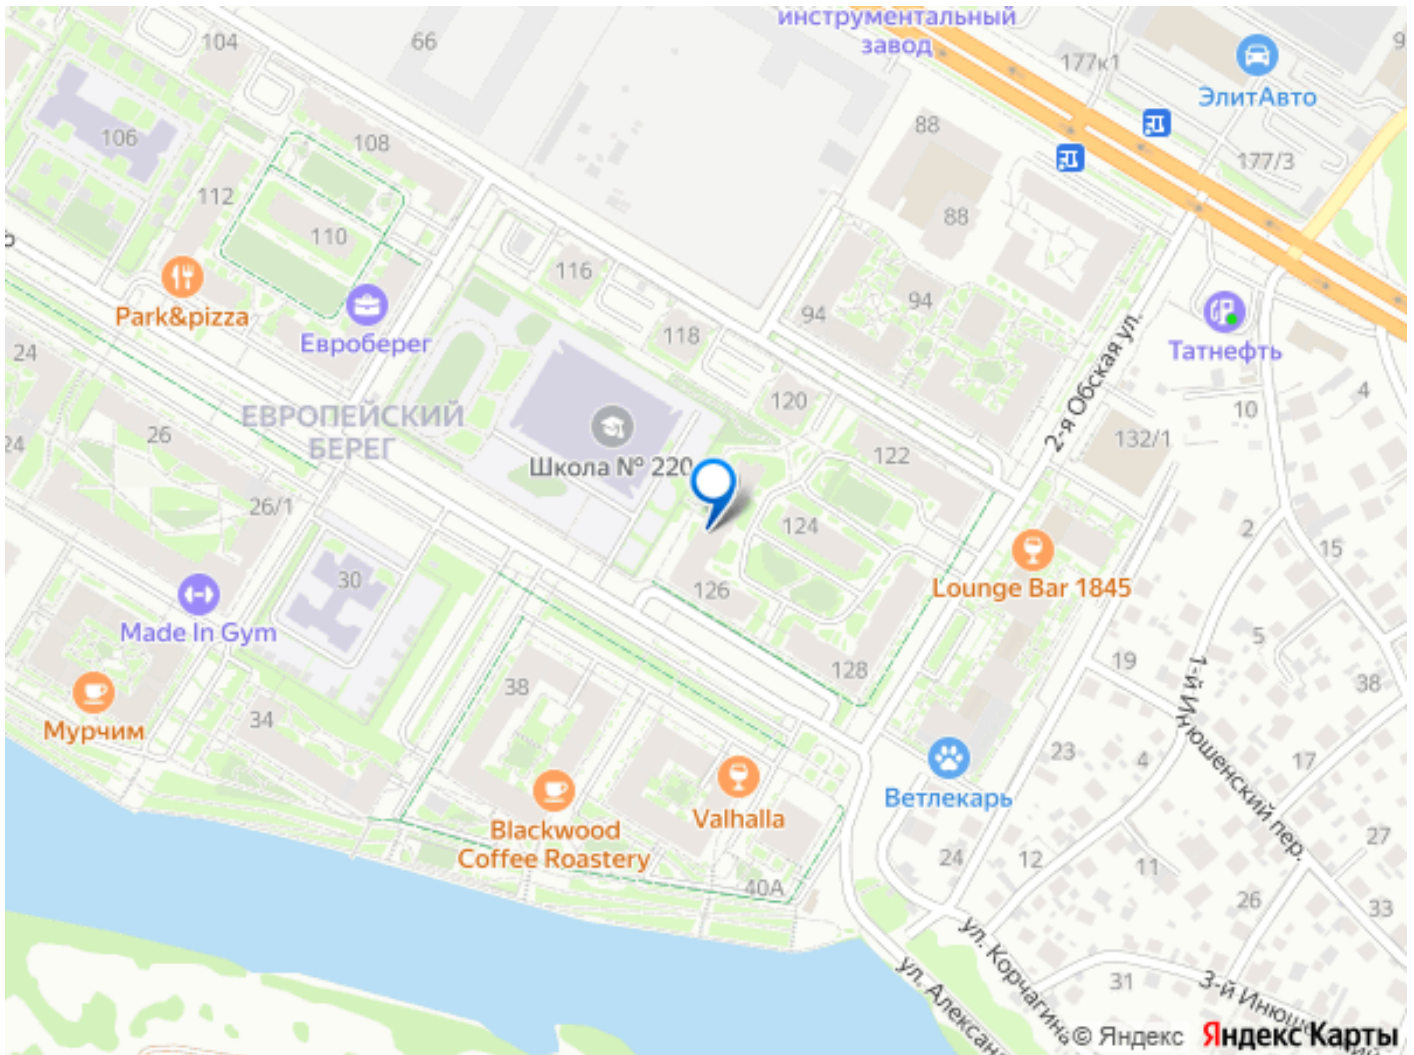 инструментальный
завод
104
66
177к1
ЭлитАвто
106
108
88
177/3
112
88
110
116
Park&pizza
94
94
Татнефть
118
Евроберег
24
2-я Обская ул.
4
ЕВРОПЕЙСКИЙ
БЕРЕГ
120
10
26
132/1
24
Школа № 220
122
26/1
124
2
15
30
126
Lounge Bar 1845
Made In Gym
5
128
19
1-й Инюшенский пер.
38
38
34
Мурчим
23
4
17
Ветлекарь
Valhalla
Blackwood
Coffee Roastery
27
24
12
11
40А
26
33
ул. Корчагина
31
3-й Инюшенский
ул. Алексан
© Яндекс Яндекс Карты